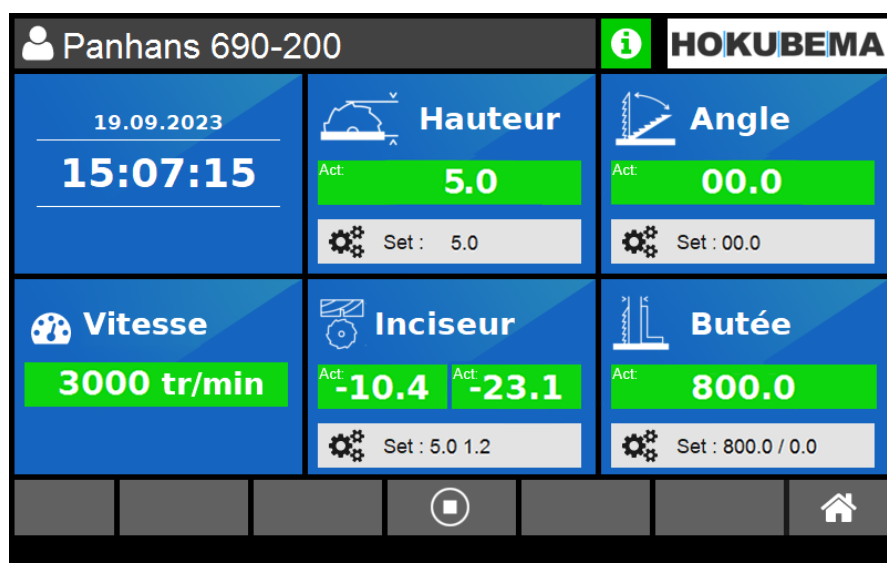 Panhans 690-200
i
HOKUBEMA
19.09.2023
15:07:15
Hauteur
Act:
5.0
Set : 5.0
Angle
Act:
00.0
Set : 00.0
Vitesse
3000 tr/min
Inciseur
Act:
-10.4
Act:
-23.1
Set : 5.0 1.2
Butée
Act:
800.0
Set : 800.0 / 0.0